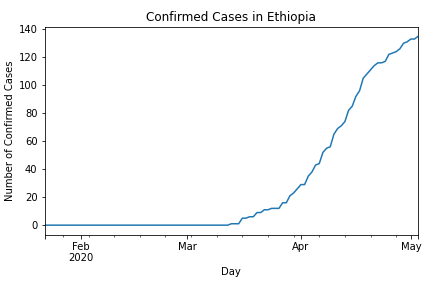 Confirmed Cases in Ethiopia
140
120
100
80
60
40
20
0
Number of Confirmed Cases
Feb
2020
Mar
Apr
May
Day